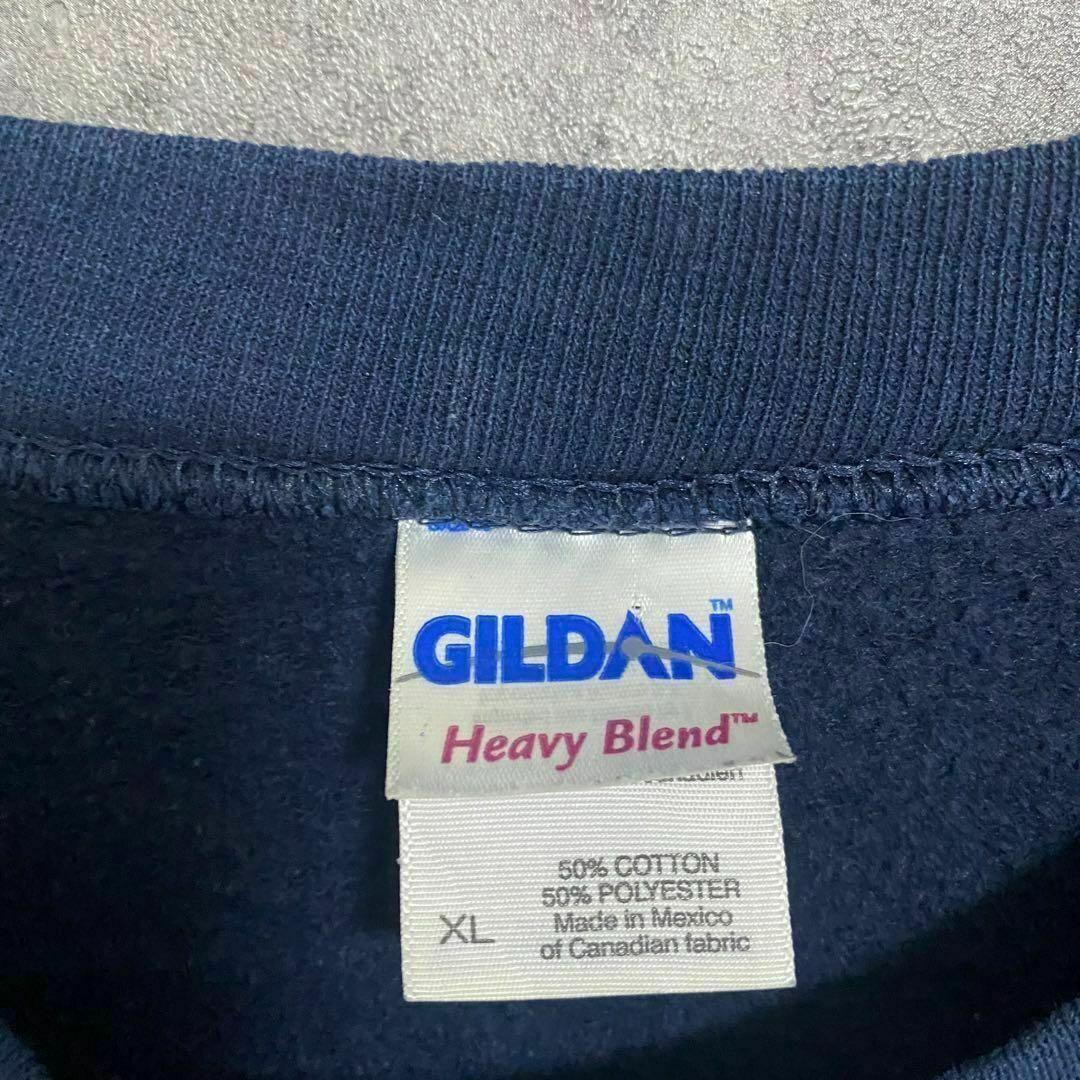 GILDAN™
Heavy Blend™
50% COTTON
50% POLYESTER
Made in Mexico
of Canadian fabric
XL